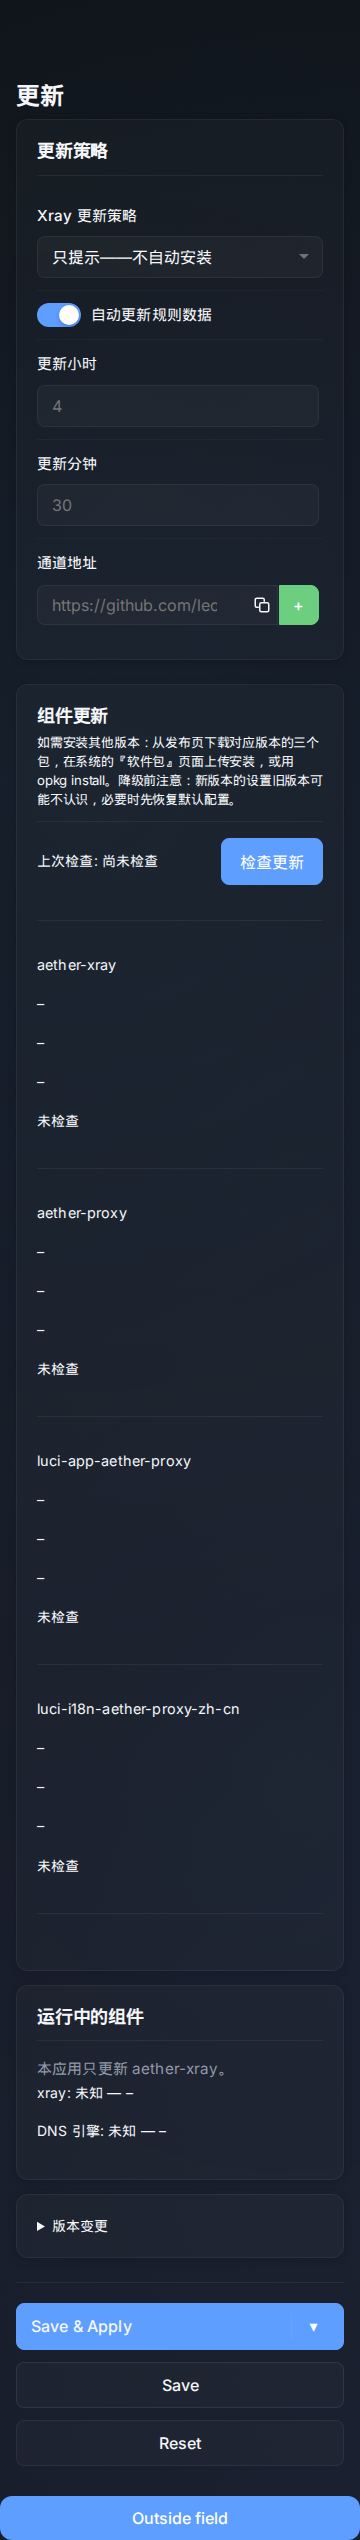 更新
更新策略
Xray 更新策略
只提示——不自动安装
自动更新规则数据
更新小时
4
更新分钟
30
通道地址
https://github.com/lec
+
组件更新
如需安装其他版本：从发布页下载对应版本的三个
包，在系统的『软件包』页面上传安装，或用
opkg install。降级前注意：新版本的设置旧版本可
能不认识，必要时先恢复默认配置。
上次检查: 尚未检查
检查更新
aether-xray
–
–
–
未检查
aether-proxy
–
–
–
未检查
luci-app-aether-proxy
–
–
–
未检查
luci-i18n-aether-proxy-zh-cn
–
–
–
未检查
运行中的组件
本应用只更新 aether-xray。
xray: 未知 — –
DNS 引擎: 未知 — –
版本变更
Save & Apply
Save
Reset
Outside field